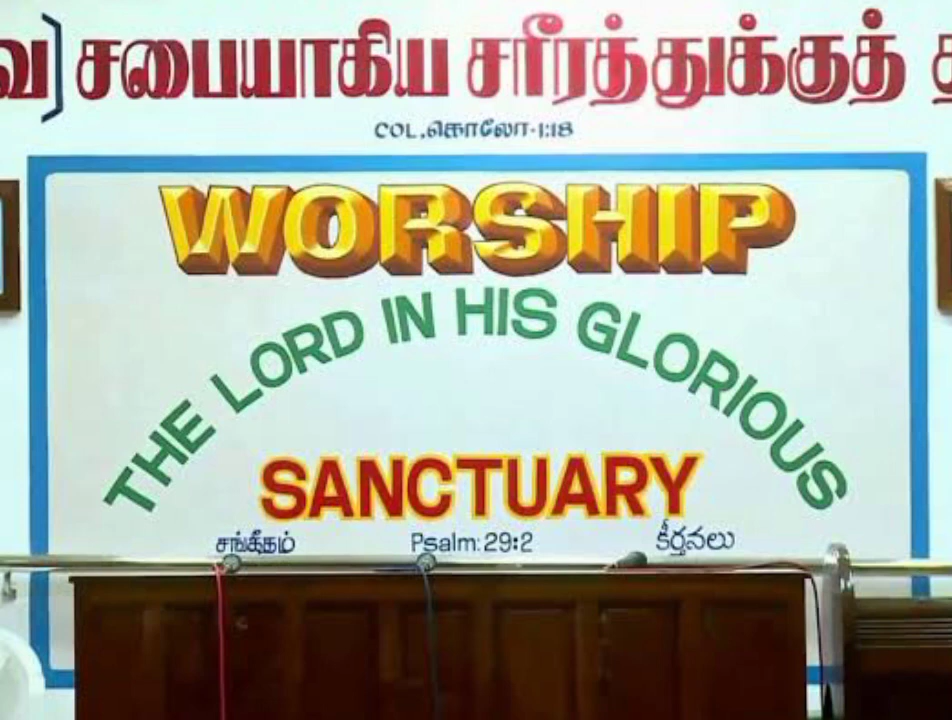 வ] சபையாகிய சரீரத்துக்குத்
COL.கொலோ-1:18
WORSHIP
THE LORD IN HIS GLORIOUS
SANCTUARY
சங்கீதம் Psalm:29:2 కీర్తనలు